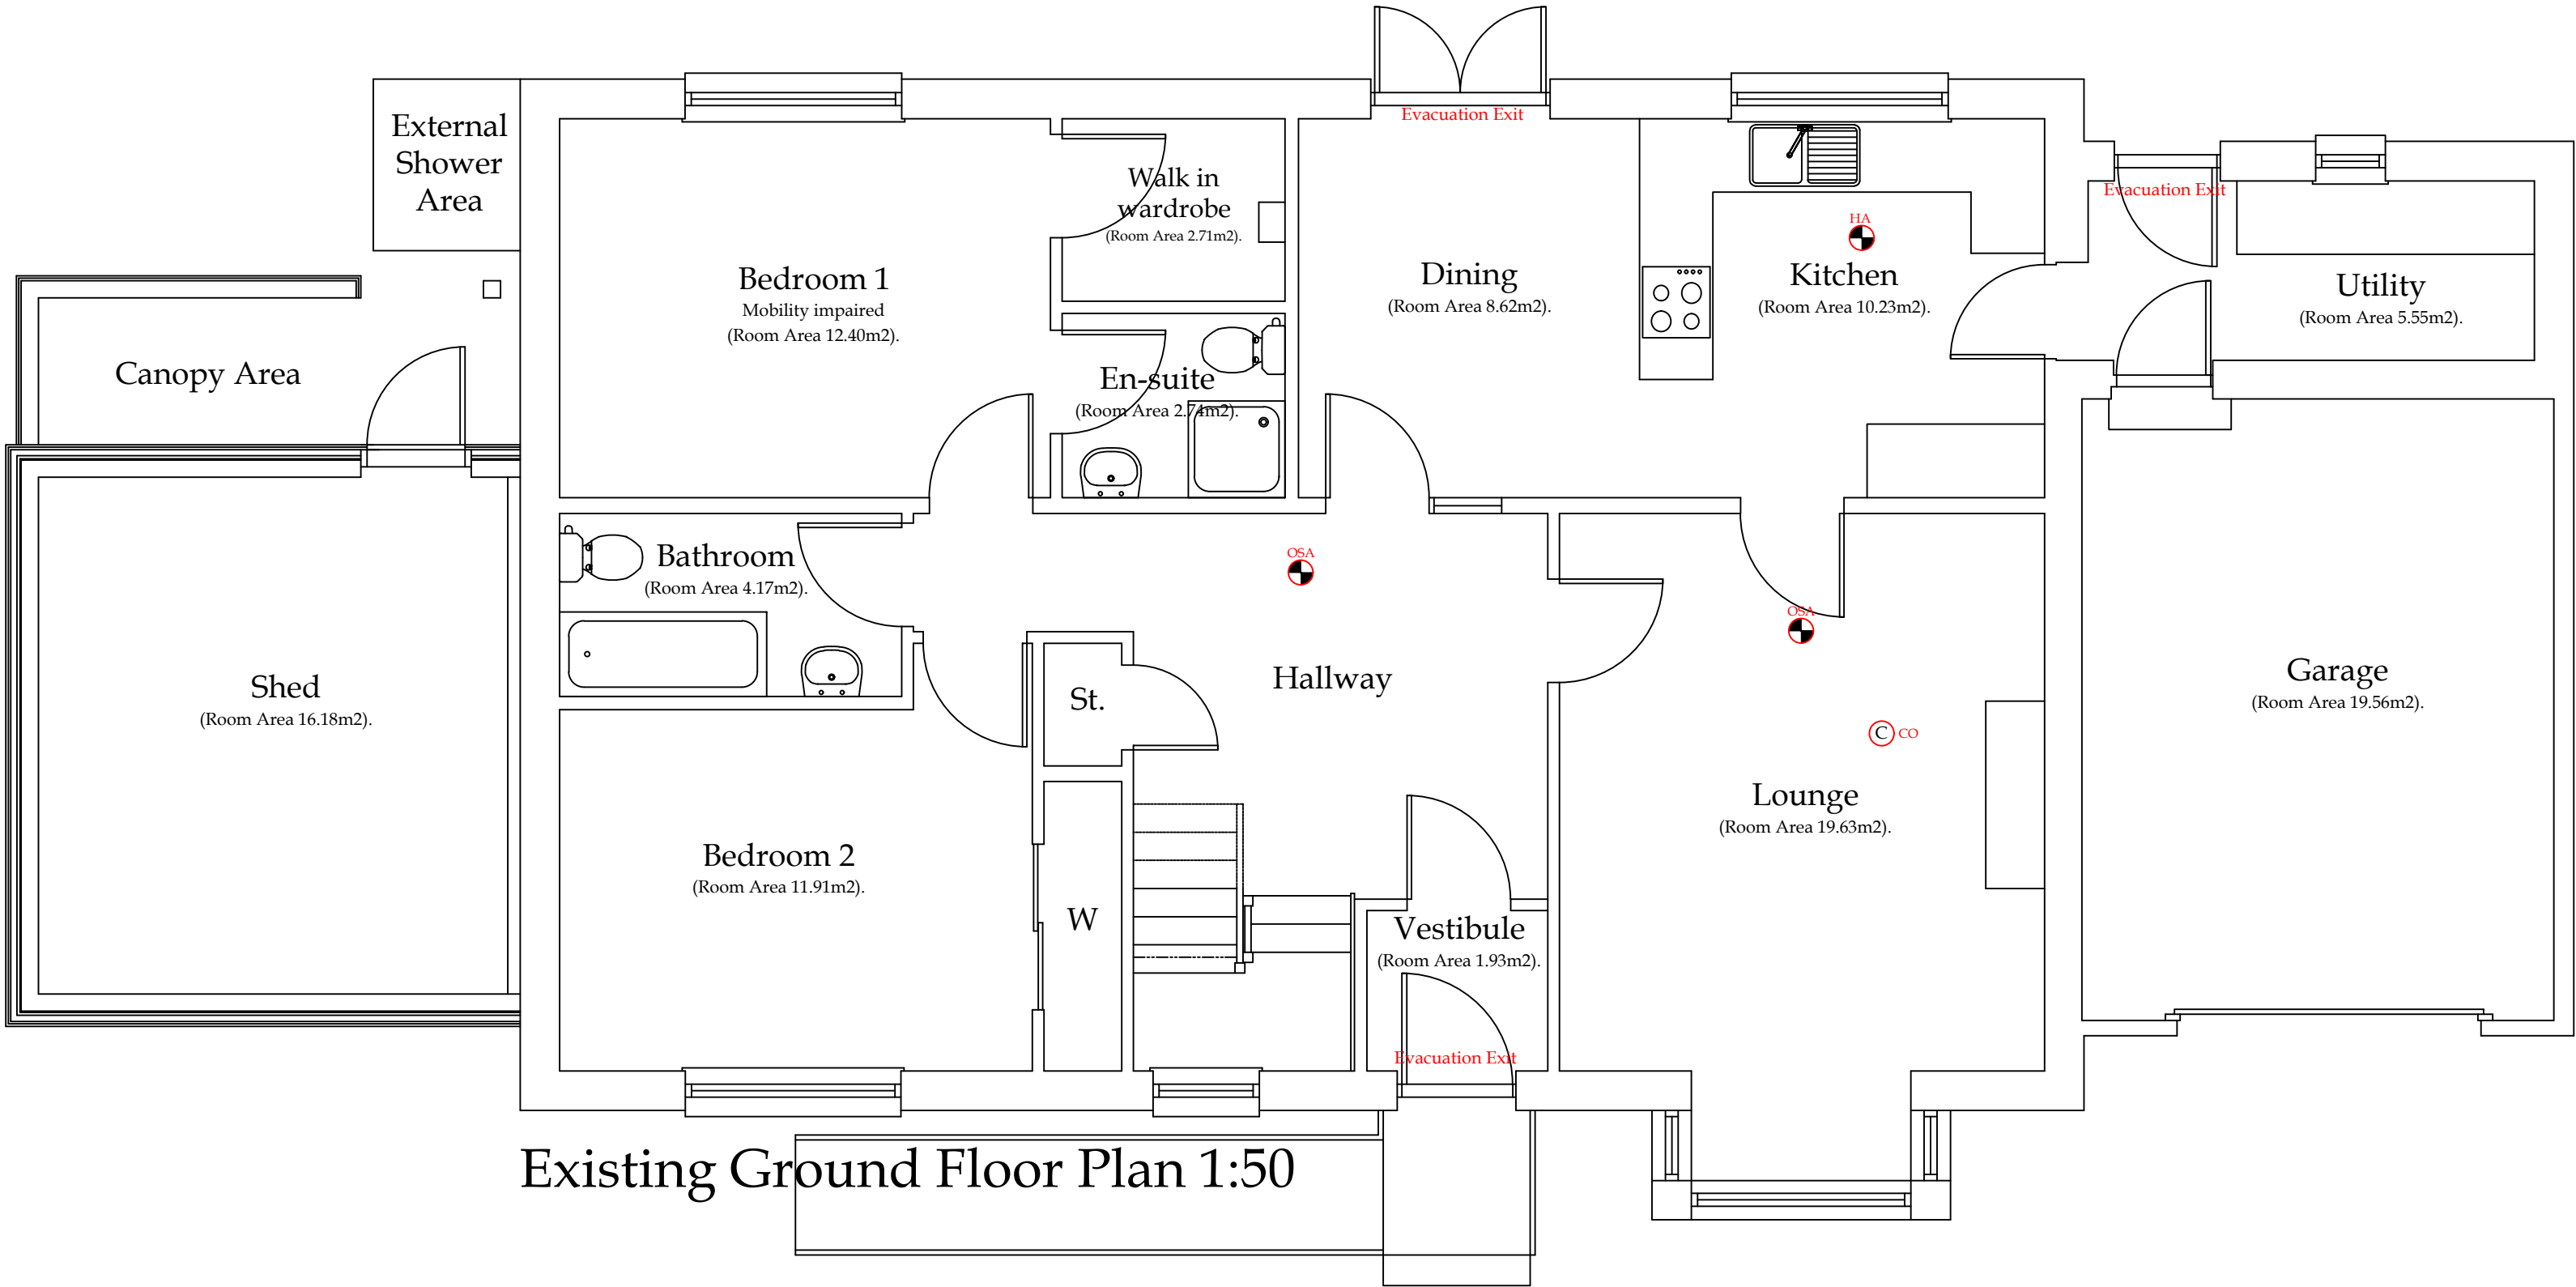 Evacuation Exit
External
Shower
Area
Walk in
wardrobe
(Room Area 2.71m2).
Evacuation Exit
HA
Bedroom 1
Mobility impaired
(Room Area 12.40m2).
Dining
(Room Area 8.62m2).
Kitchen
(Room Area 10.23m2).
Utility
(Room Area 5.55m2).
Canopy Area
En-suite
(Room Area 2.74m2).
Bathroom
(Room Area 4.17m2).
OSA
OSA
Shed
(Room Area 16.18m2).
St.
Hallway
Garage
(Room Area 19.56m2).
C CO
Lounge
(Room Area 19.63m2).
Bedroom 2
(Room Area 11.91m2).
W
Vestibule
(Room Area 1.93m2).
Evacuation Exit
Existing Ground Floor Plan 1:50